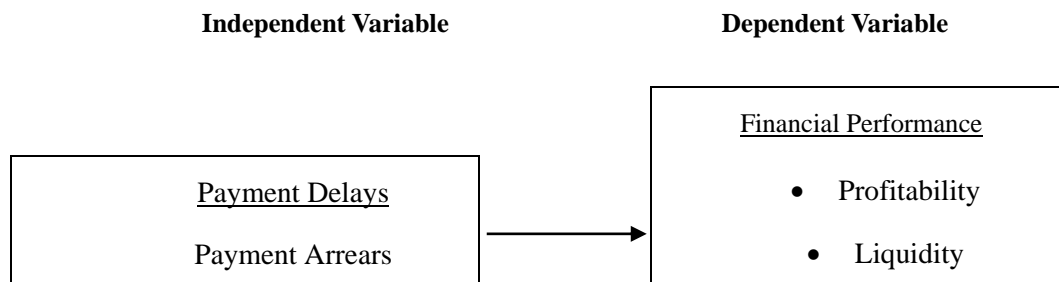 Independent Variable
Dependent Variable
Financial Performance
• Profitability
• Liquidity
Payment Delays
Payment Arrears